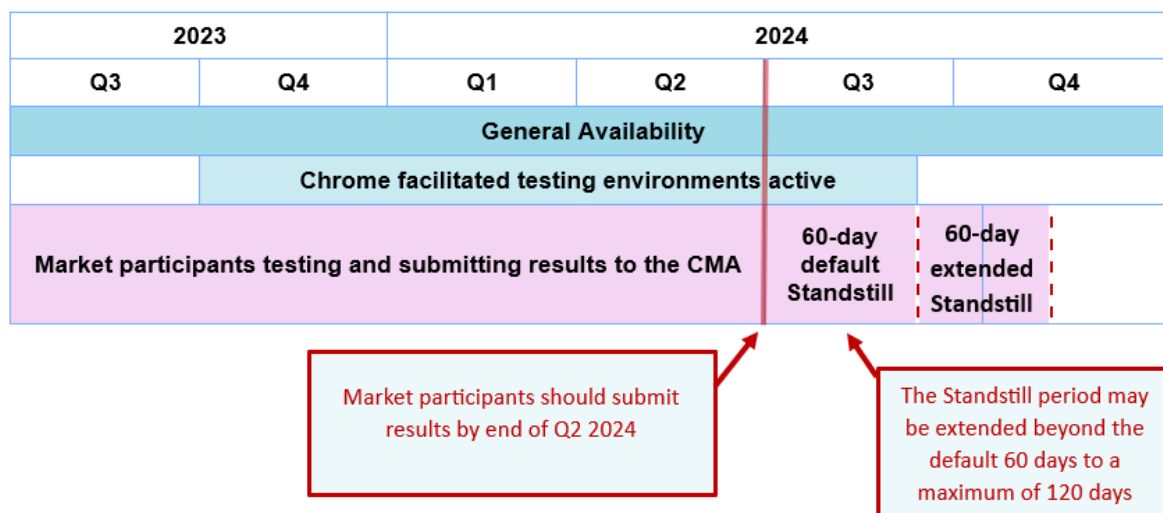 2023
2024
Q3
Q4
Q1
Q2
Q3
Q4
General Availability
Chrome facilitated testing environments active
Market participants testing and submitting results to the CMA
60-day
default
Standstill
60-day
extended
Standstill
Market participants should submit
results by end of Q2 2024
The Standstill period may
be extended beyond the
default 60 days to a
maximum of 120 days